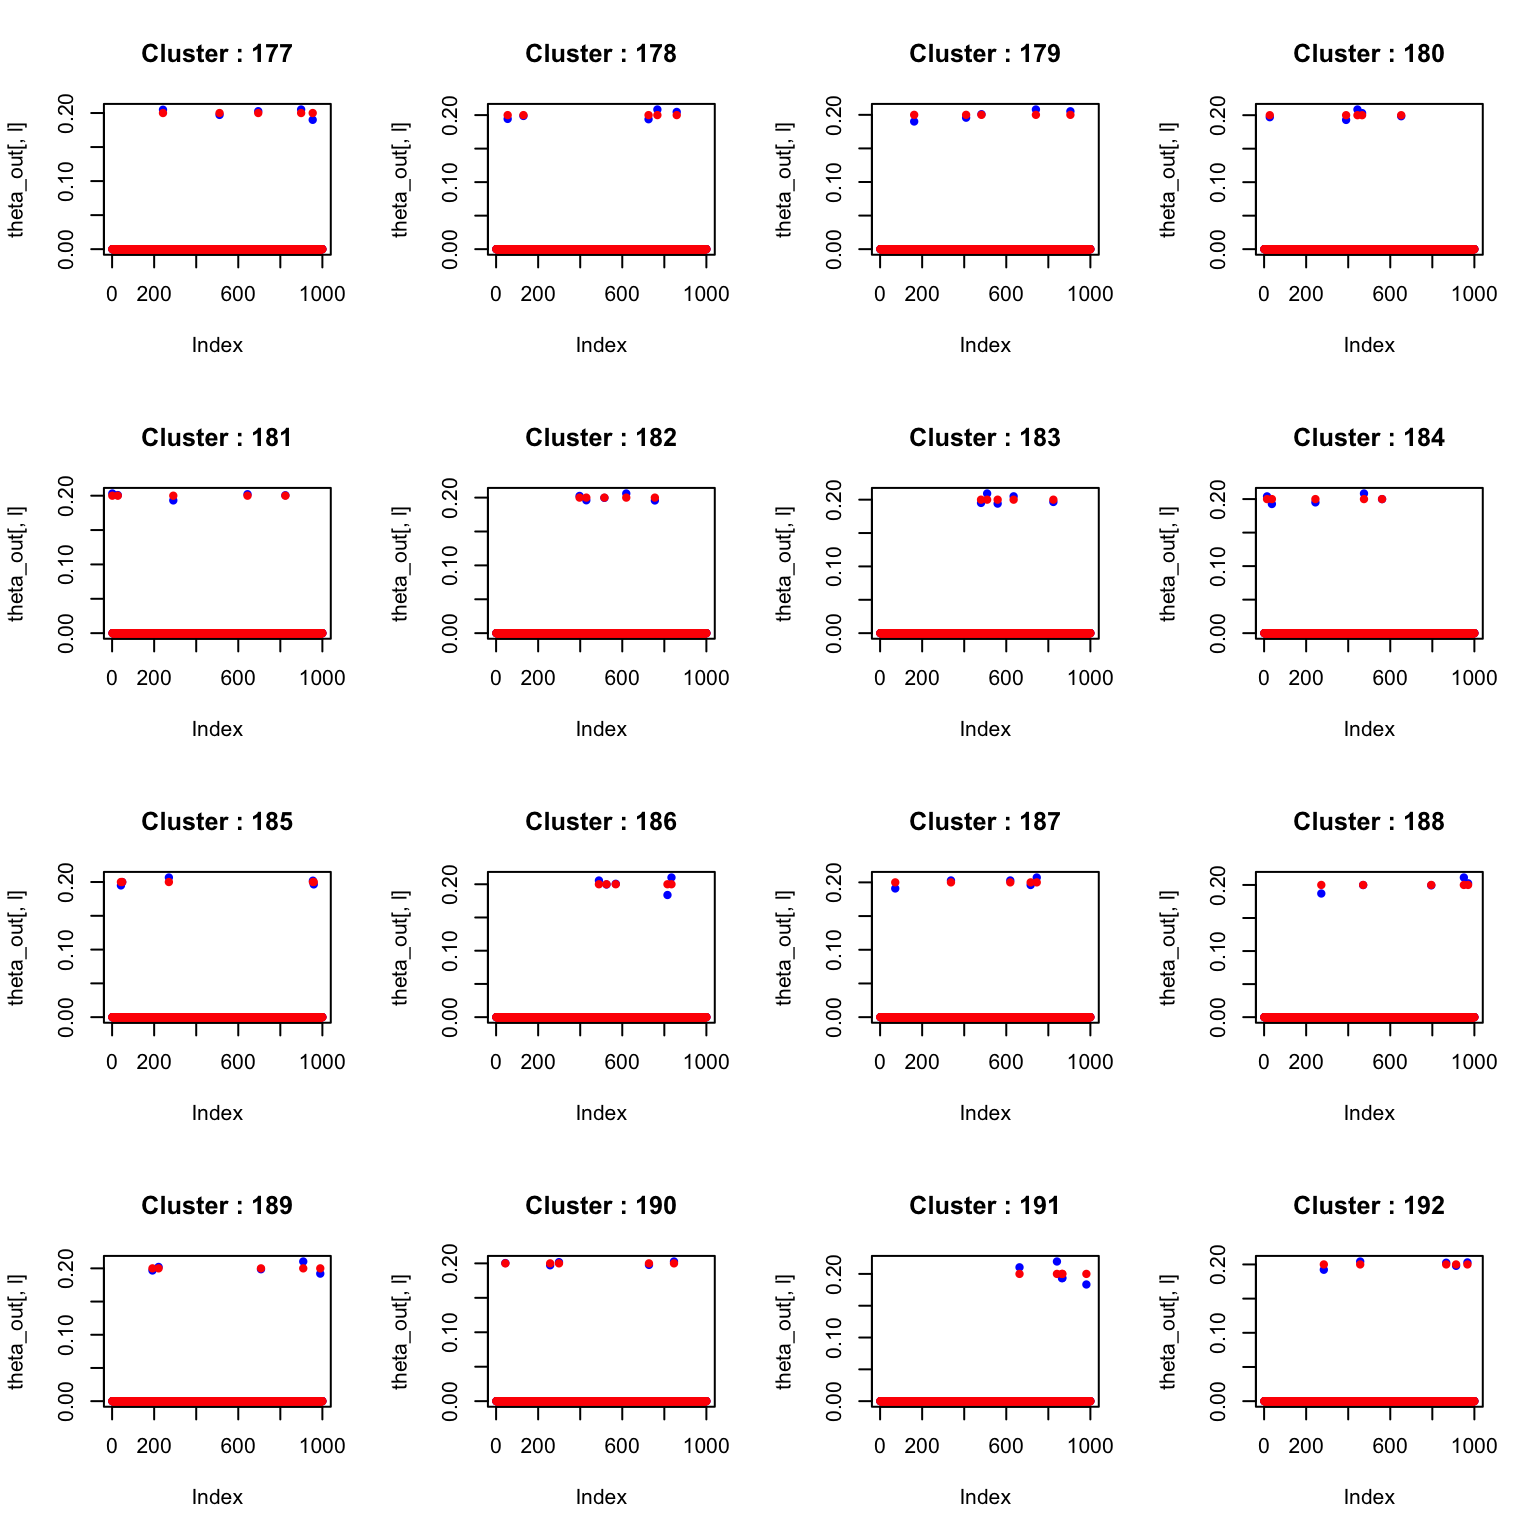 Cluster : 177
theta_out[, l]
0.00 0.10 0.20
0 200 600 1000
Index
Cluster : 178
theta_out[, l]
0.00 0.10 0.20
0 200 600 1000
Index
Cluster : 179
theta_out[, l]
0.00 0.10 0.20
0 200 600 1000
Index
Cluster : 180
theta_out[, l]
0.00 0.10 0.20
0 200 600 1000
Index
Cluster : 181
theta_out[, l]
0.00 0.10 0.20
0 200 600 1000
Index
Cluster : 182
theta_out[, l]
0.00 0.10 0.20
0 200 600 1000
Index
Cluster : 183
theta_out[, l]
0.00 0.10 0.20
0 200 600 1000
Index
Cluster : 184
theta_out[, l]
0.00 0.10 0.20
0 200 600 1000
Index
Cluster : 185
theta_out[, l]
0.00 0.10 0.20
0 200 600 1000
Index
Cluster : 186
theta_out[, l]
0.00 0.10 0.20
0 200 600 1000
Index
Cluster : 187
theta_out[, l]
0.00 0.10 0.20
0 200 600 1000
Index
Cluster : 188
theta_out[, l]
0.00 0.10 0.20
0 200 600 1000
Index
Cluster : 189
theta_out[, l]
0.00 0.10 0.20
0 200 600 1000
Index
Cluster : 190
theta_out[, l]
0.00 0.10 0.20
0 200 600 1000
Index
Cluster : 191
theta_out[, l]
0.00 0.10 0.20
0 200 600 1000
Index
Cluster : 192
theta_out[, l]
0.00 0.10 0.20
0 200 600 1000
Index